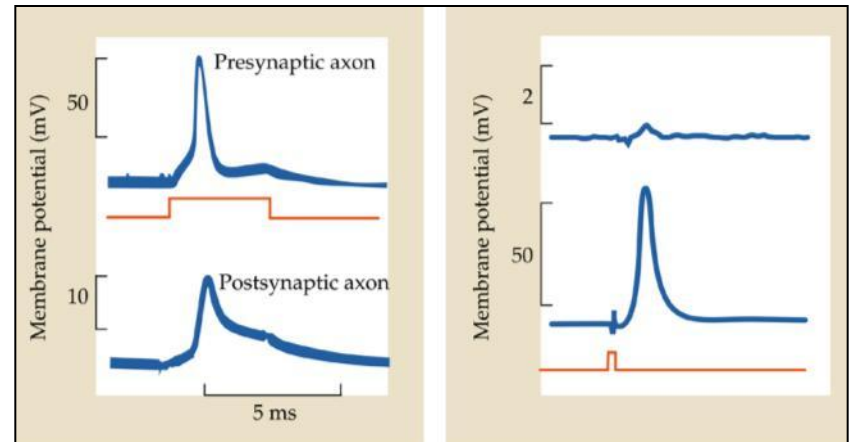 Membrane potential (mV)
50
Presynaptic axon
10
Postsynaptic axon
5 ms
Membrane potential (mV)
2
50